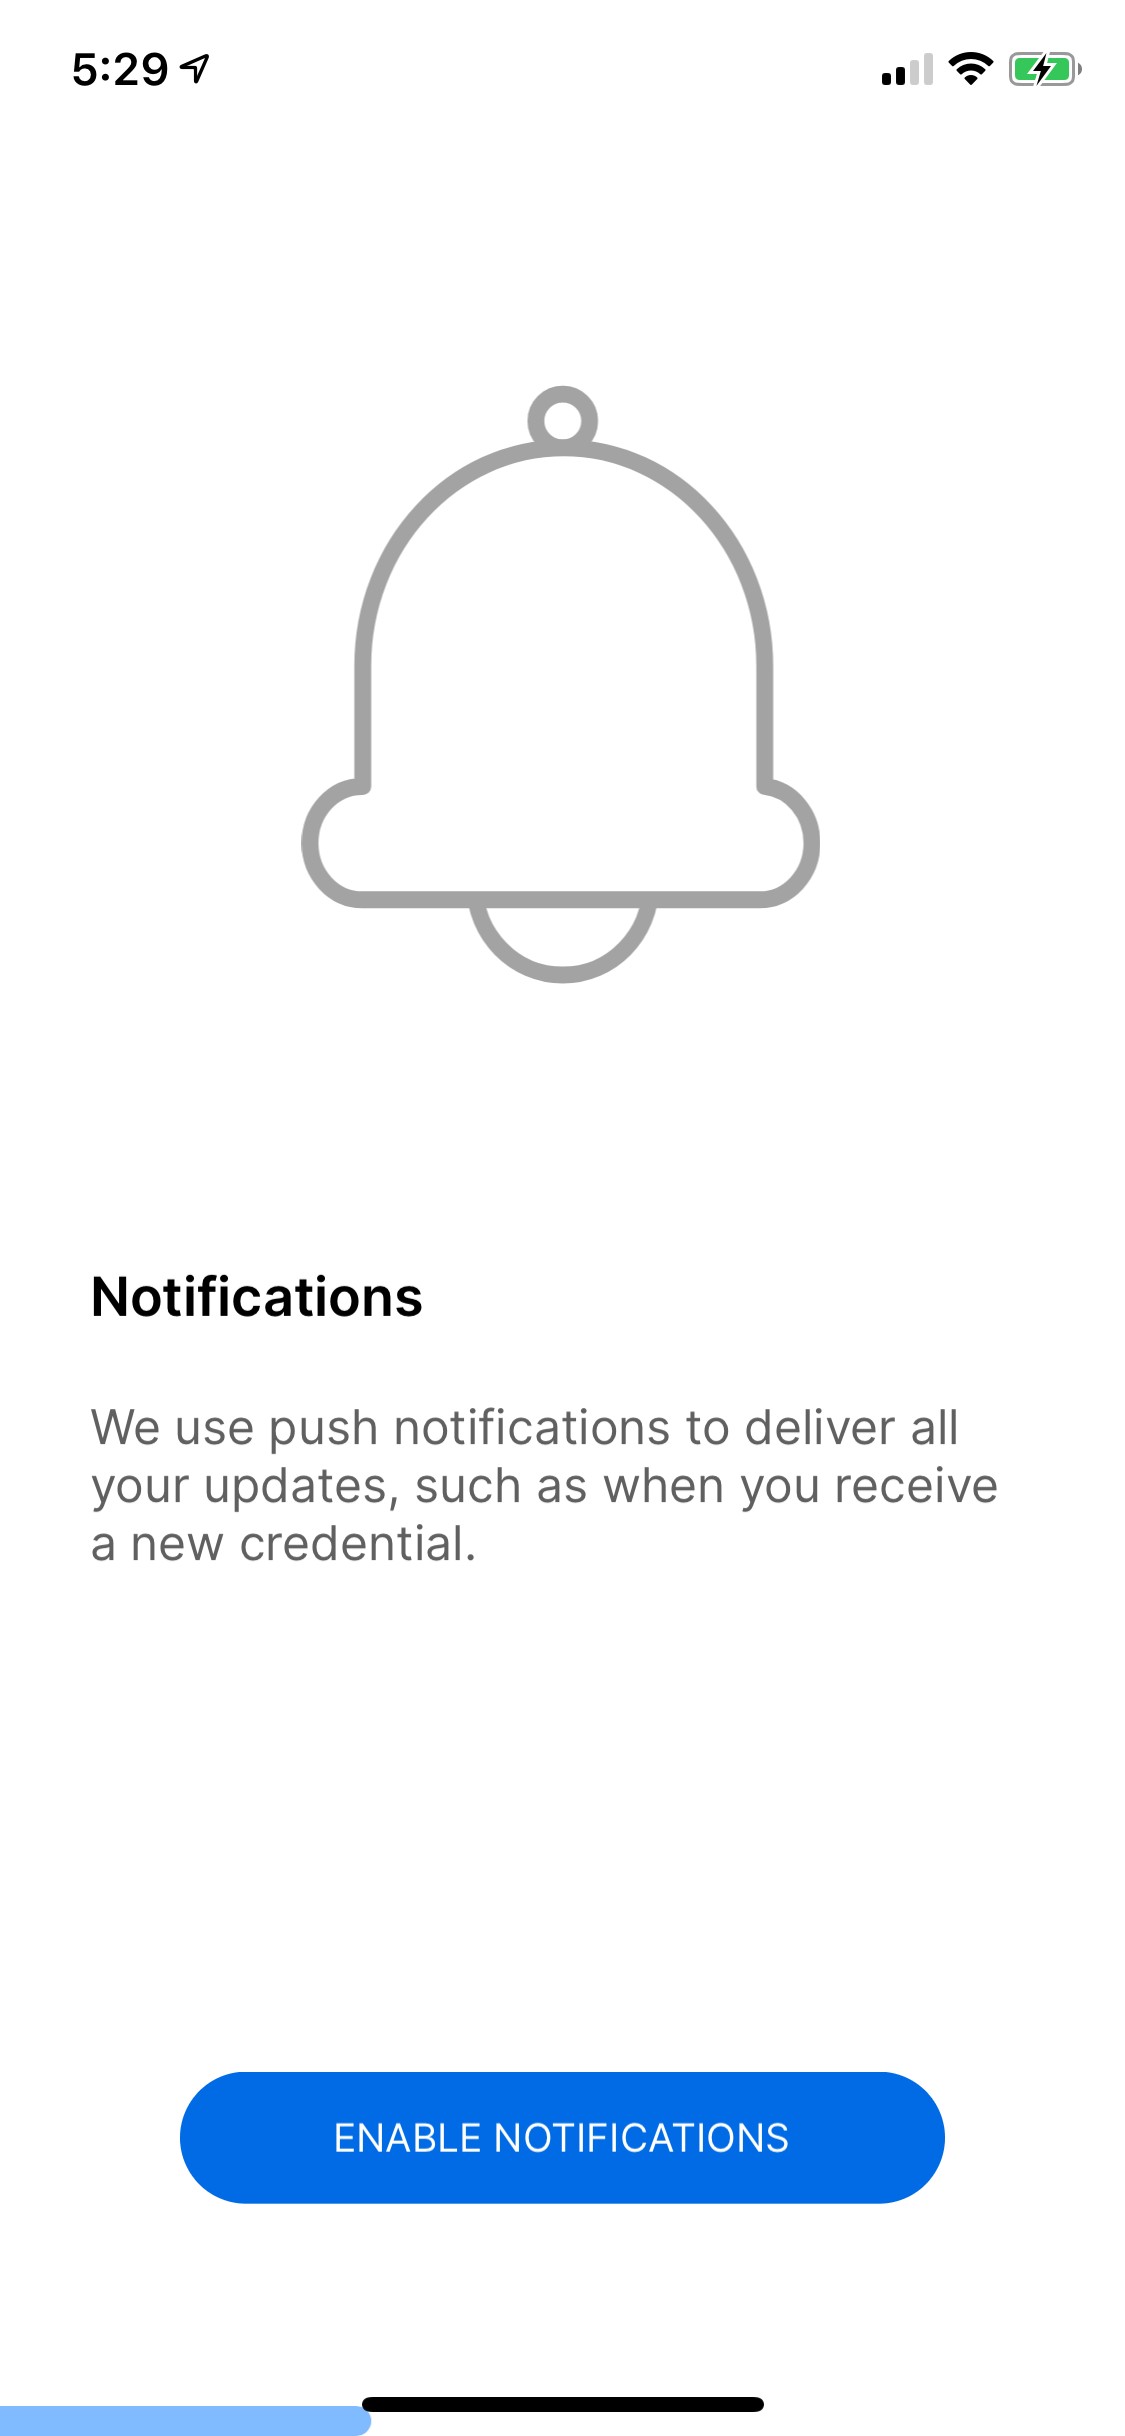 5:29
Notifications
We use push notifications to deliver all
your updates, such as when you receive
a new credential.
ENABLE NOTIFICATIONS